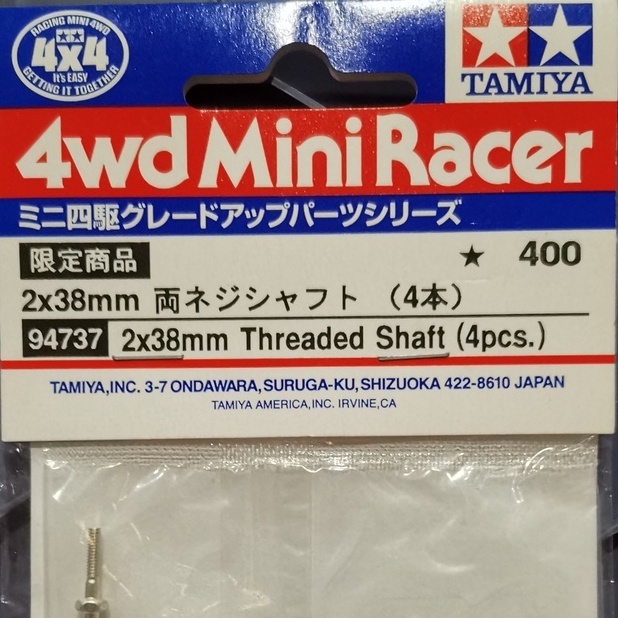 RACING MINI 4WD
4x4
It's EASY
GETTING IT TOGETHER
TAMIYA
4wd Mini Racer
ミニ四駆グレードアップパーツシリーズ
限定商品
★ 400
2x38mm 両ネジシャフト (4本)
94737 2x38mm Threaded Shaft (4pcs.)
TAMIYA,INC. 3-7 ONDAWARA,SURUGA-KU,SHIZUOKA 422-8610 JAPAN
TAMIYA AMERICA,INC. IRVINE,CA